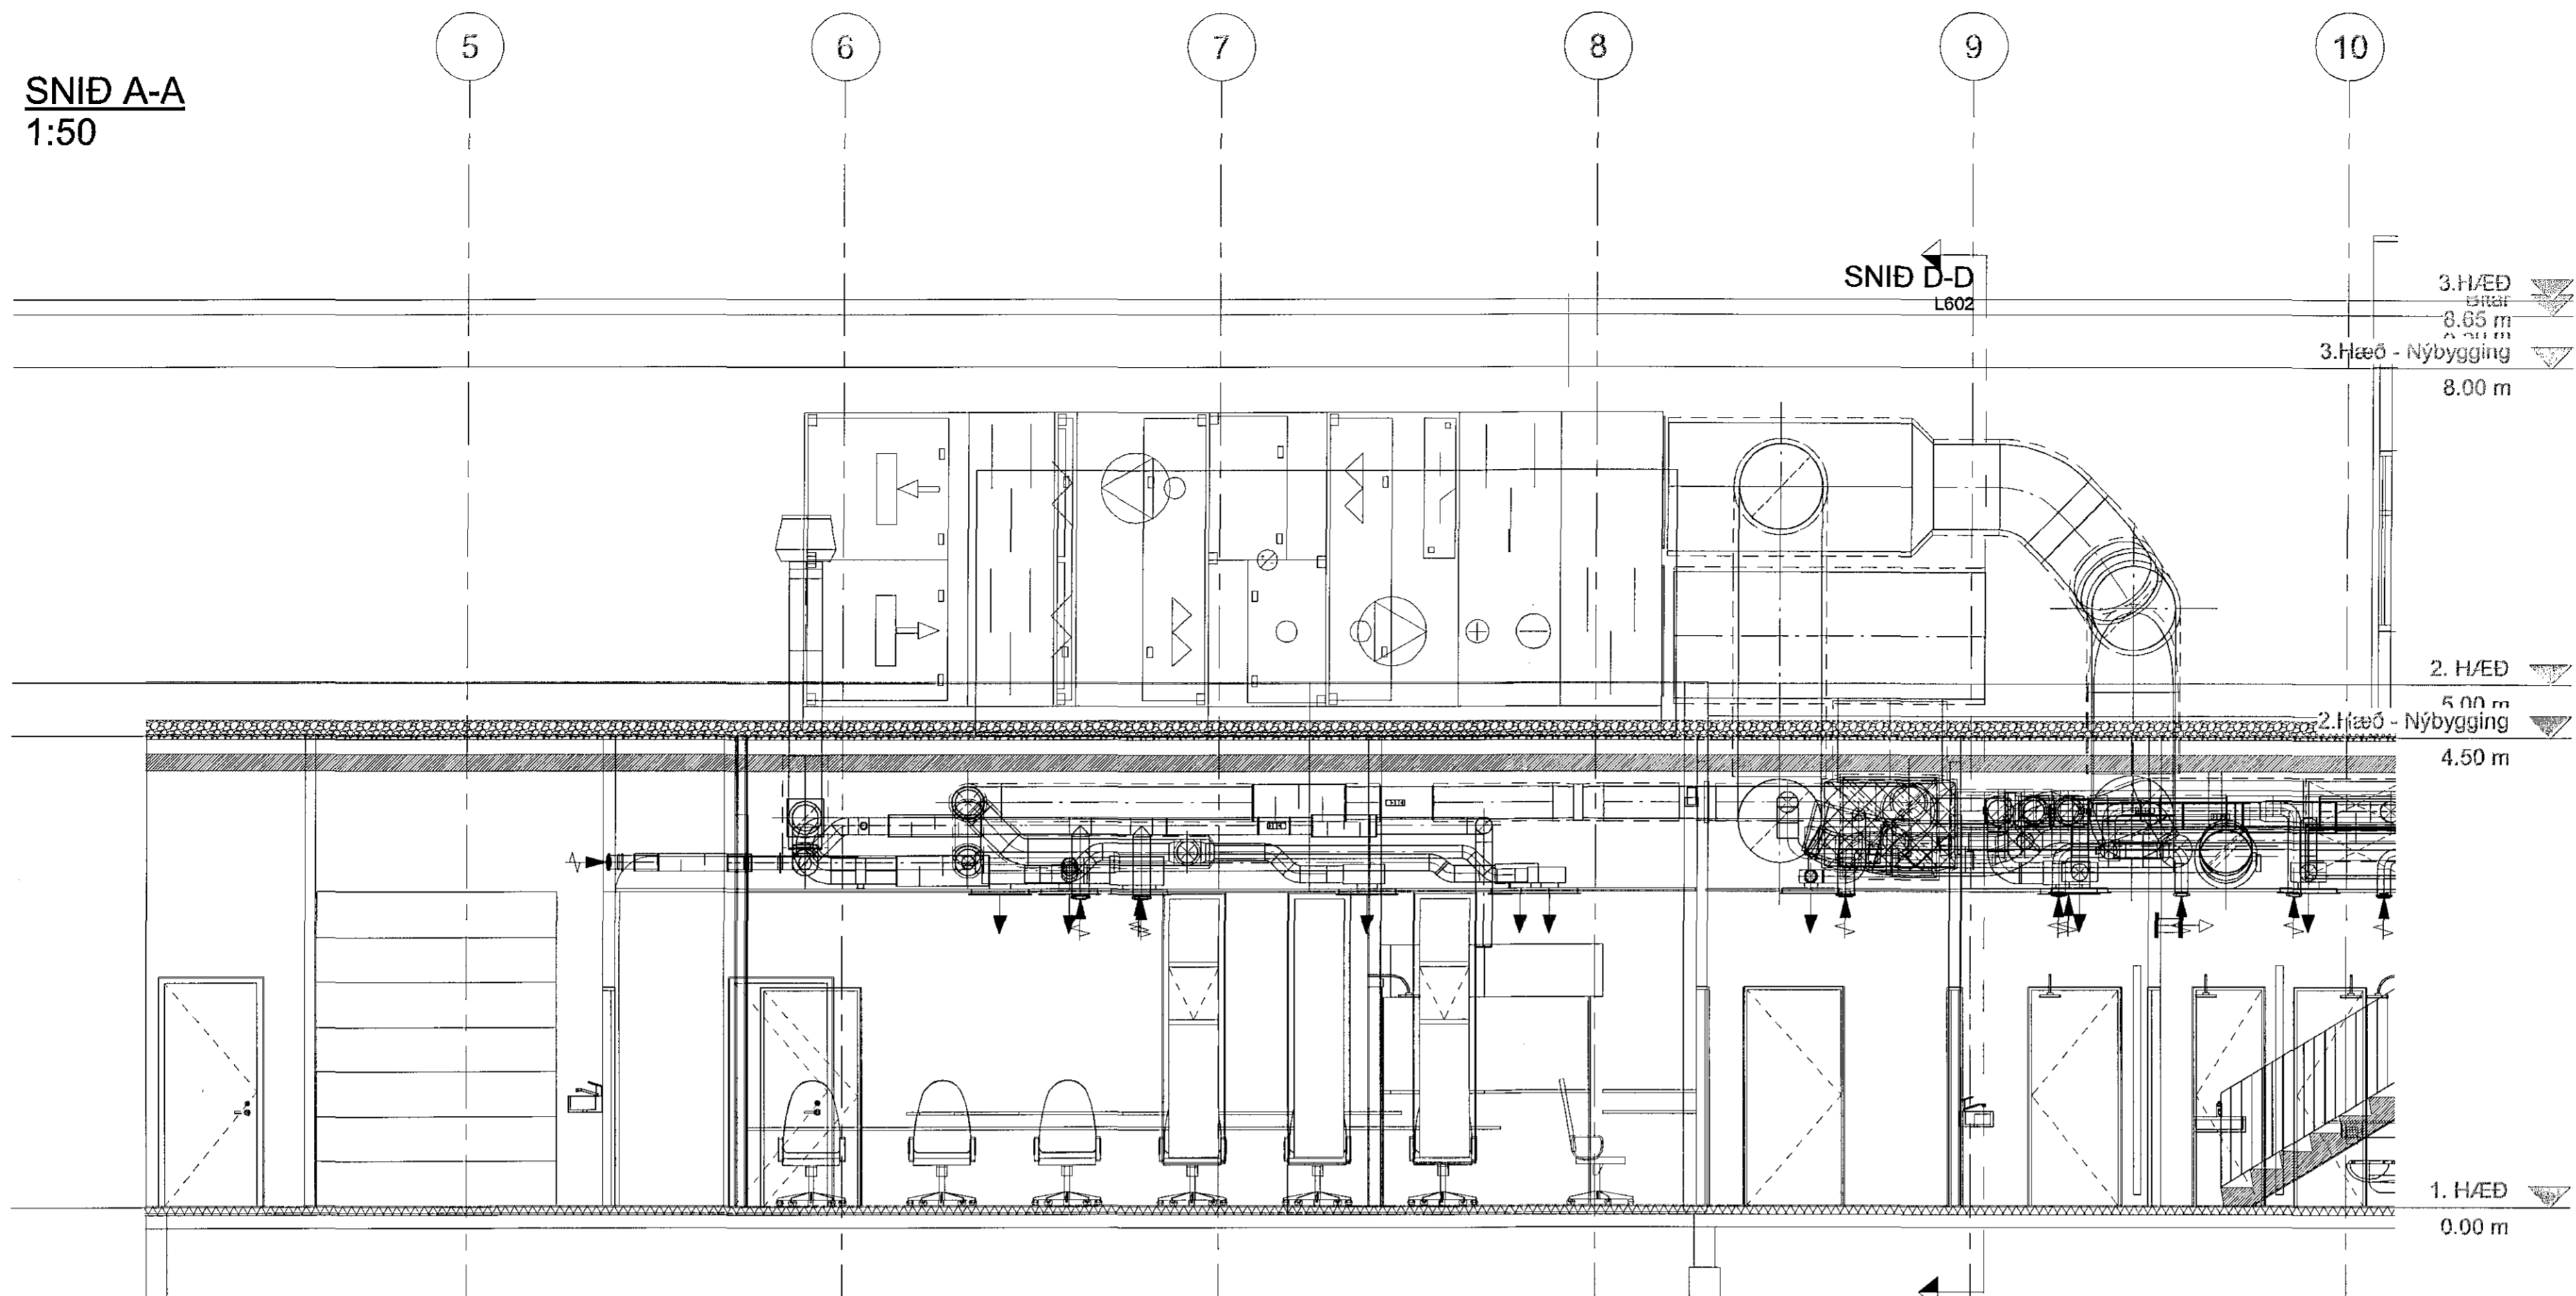 5
6
7
8
9
10
SNIÐ A-A
1:50
SNIÐ D-D
L602
3.HÆÐ
Bitar
8.65 m
3.Hæð - Nýbygging
8.00 m
2. HÆÐ
5.00 m
2.Hæð - Nýbygging
4.50 m
1. HÆÐ
0.00 m